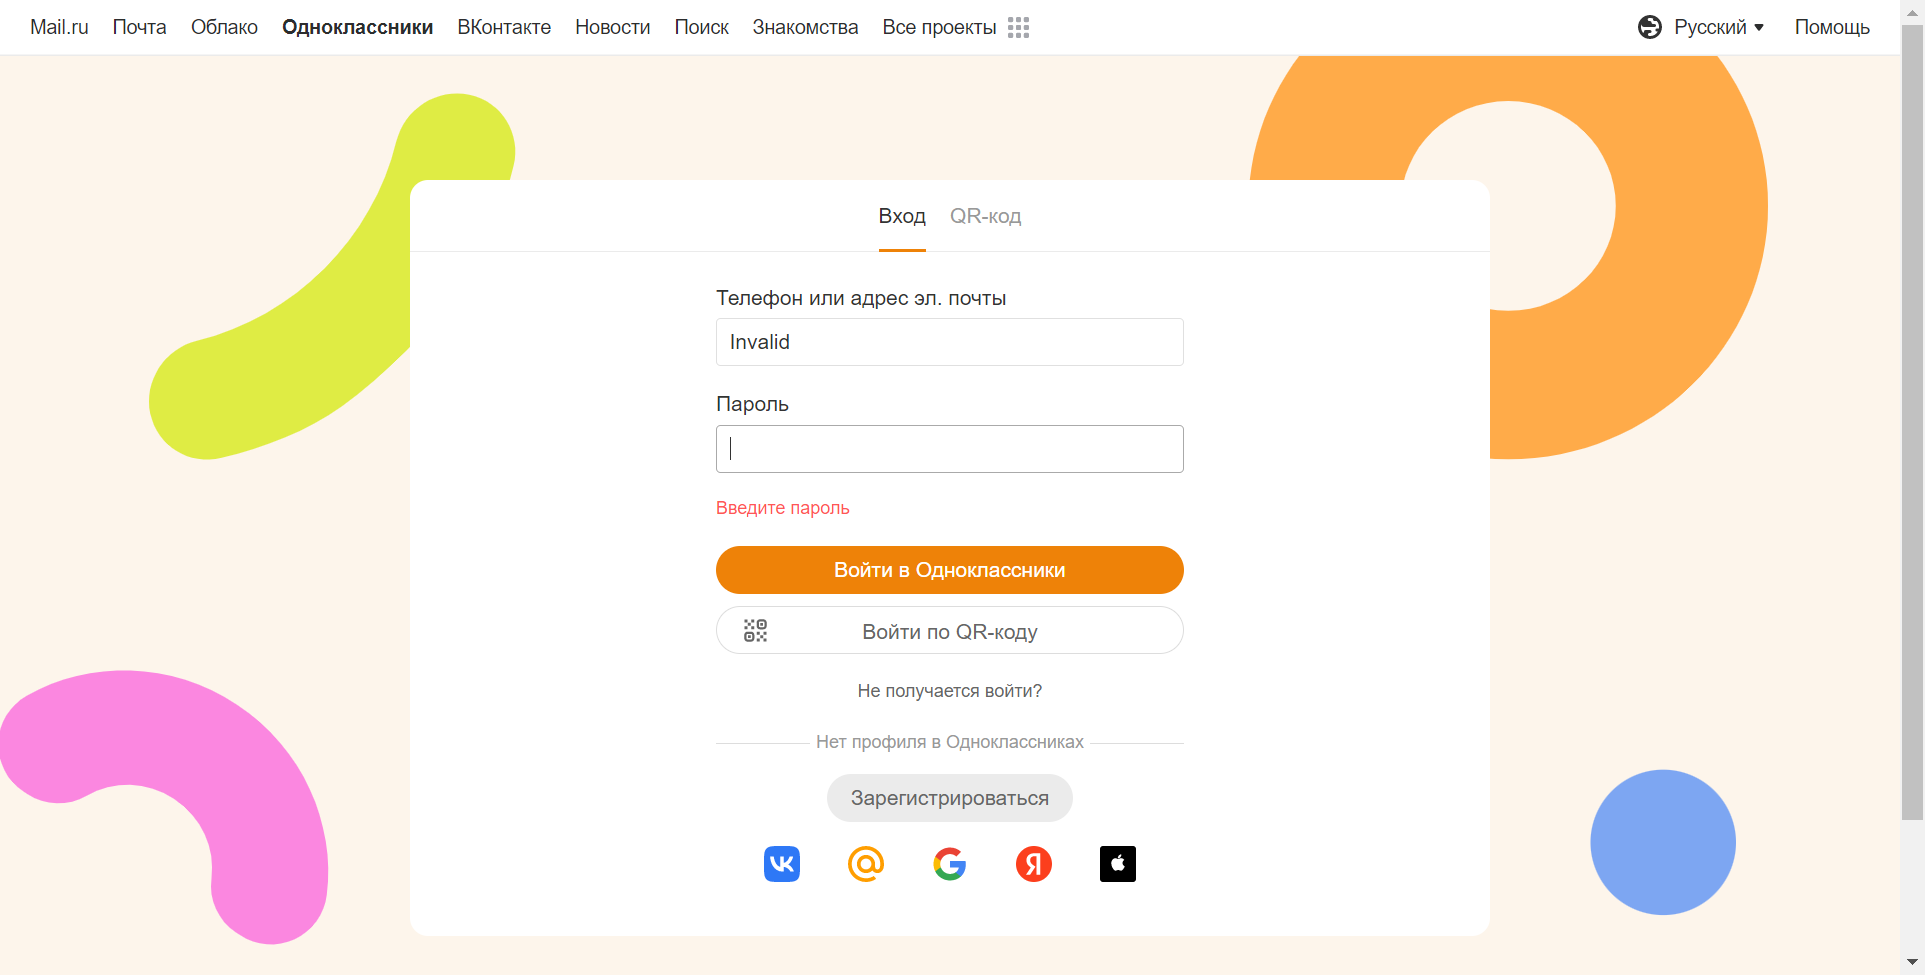 Mail.ru Почта Облако Одноклассники ВКонтакте Новости Поиск Знакомства Все проекты Русский Помощь
Вход QR-код
Телефон или адрес эл. почты
Invalid
Пароль
Введите пароль
Войти в Одноклассники
Войти по QR-коду
Не получается войти?
Нет профиля в Одноклассниках
Зарегистрироваться